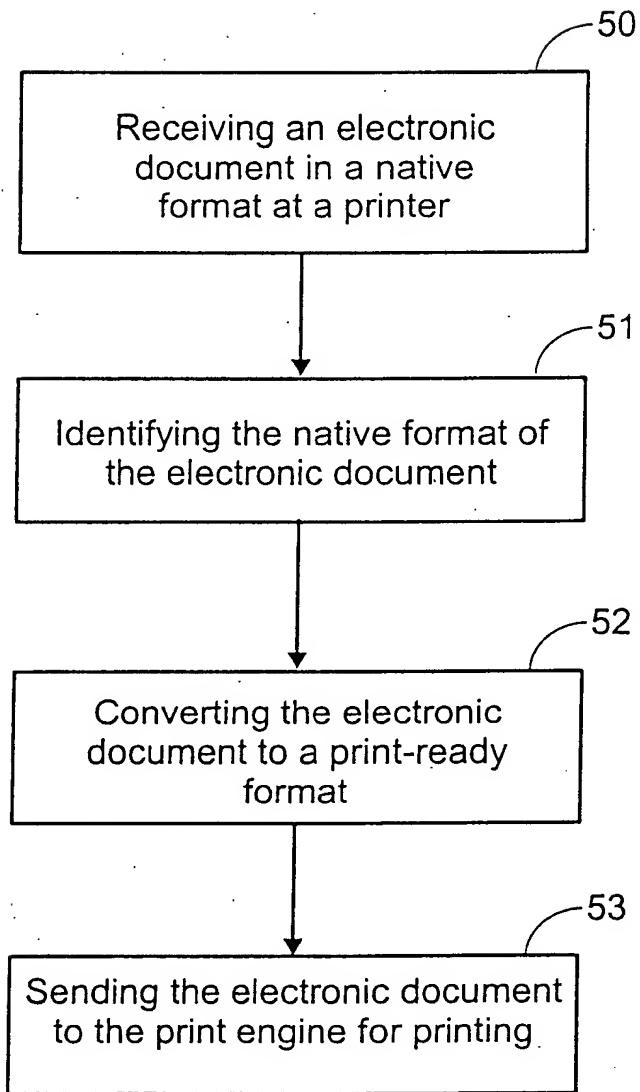 50
Receiving an electronic
document in a native
format at a printer
51
Identifying the native format of
the electronic document
52
Converting the electronic
document to a print-ready
format
53
Sending the electronic document
to the print engine for printing